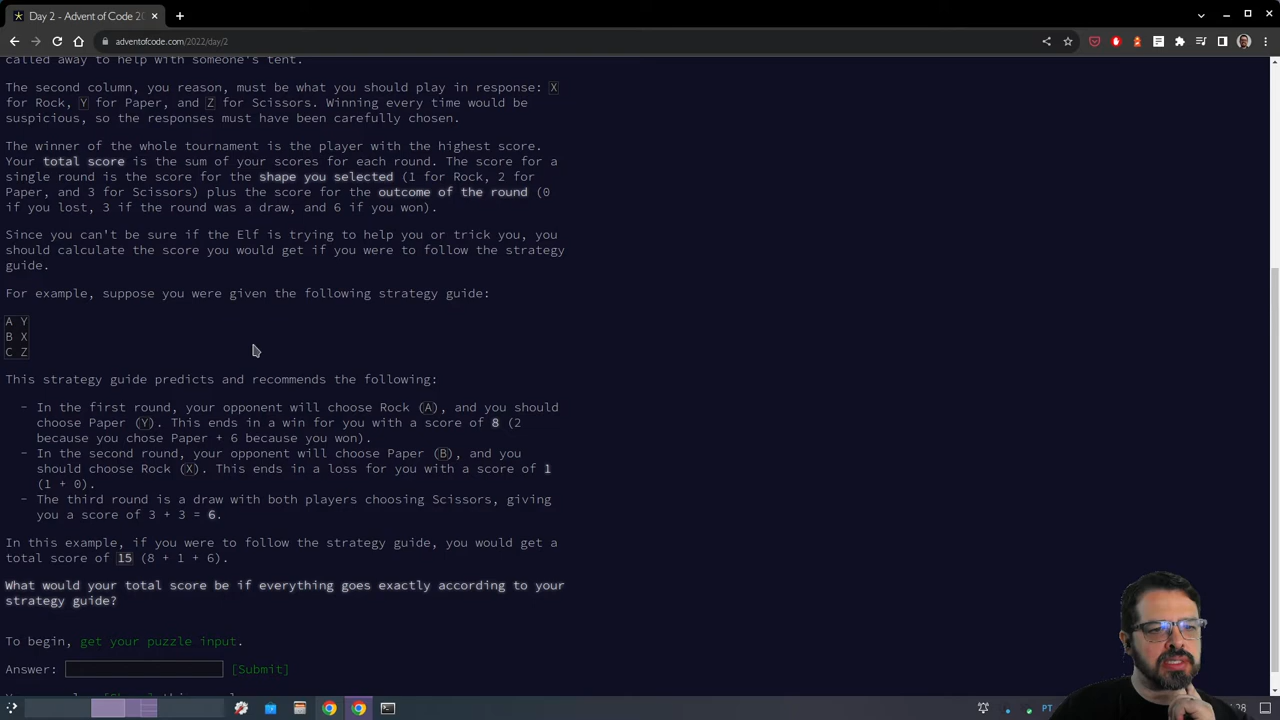 Day 2 - Advent of Code 20
adventofcode.com/2022/day/2
called away to help with someone's tent.
The second column, you reason, must be what you should play in response: X
for Rock, Y for Paper, and Z for Scissors. Winning every time would be
suspicious, so the responses must have been carefully chosen.
The winner of the whole tournament is the player with the highest score.
Your total score is the sum of your scores for each round. The score for a
single round is the score for the shape you selected (1 for Rock, 2 for
Paper, and 3 for Scissors) plus the score for the outcome of the round (0
if you lost, 3 if the round was a draw, and 6 if you won).
Since you can't be sure if the Elf is trying to help you or trick you, you
should calculate the score you would get if you were to follow the strategy
guide.
For example, suppose you were given the following strategy guide:
A Y
B X
C Z
This strategy guide predicts and recommends the following:
- In the first round, your opponent will choose Rock (A), and you should
choose Paper (Y). This ends in a win for you with a score of 8 (2
because you chose Paper + 6 because you won).
- In the second round, your opponent will choose Paper (B), and you
should choose Rock (X). This ends in a loss for you with a score of 1
(1 + 0).
- The third round is a draw with both players choosing Scissors, giving
you a score of 3 + 3 = 6.
In this example, if you were to follow the strategy guide, you would get a
total score of 15 (8 + 1 + 6).
What would your total score be if everything goes exactly according to your
strategy guide?
To begin, get your puzzle input.
Answer: [Submit]
PT